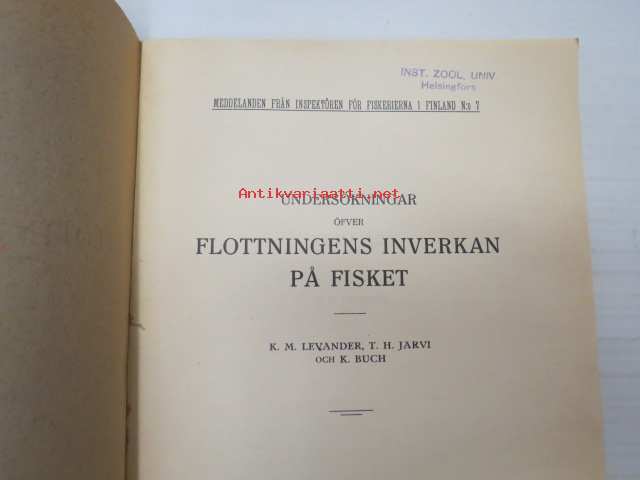 INST. ZOOL. UNIV
Helsingfors
MEDDELANDEN FRÅN INSPEKTÖREN FÖR FISKERIERNA I FINLAND N:o 7
Antikvariaatti.net
UNDERSÖKNINGAR
ÖFVER
FLOTTNINGENS INVERKAN
PÅ FISKET
K. M. LEVANDER, T. H. JÄRVI
OCH K. BUCH